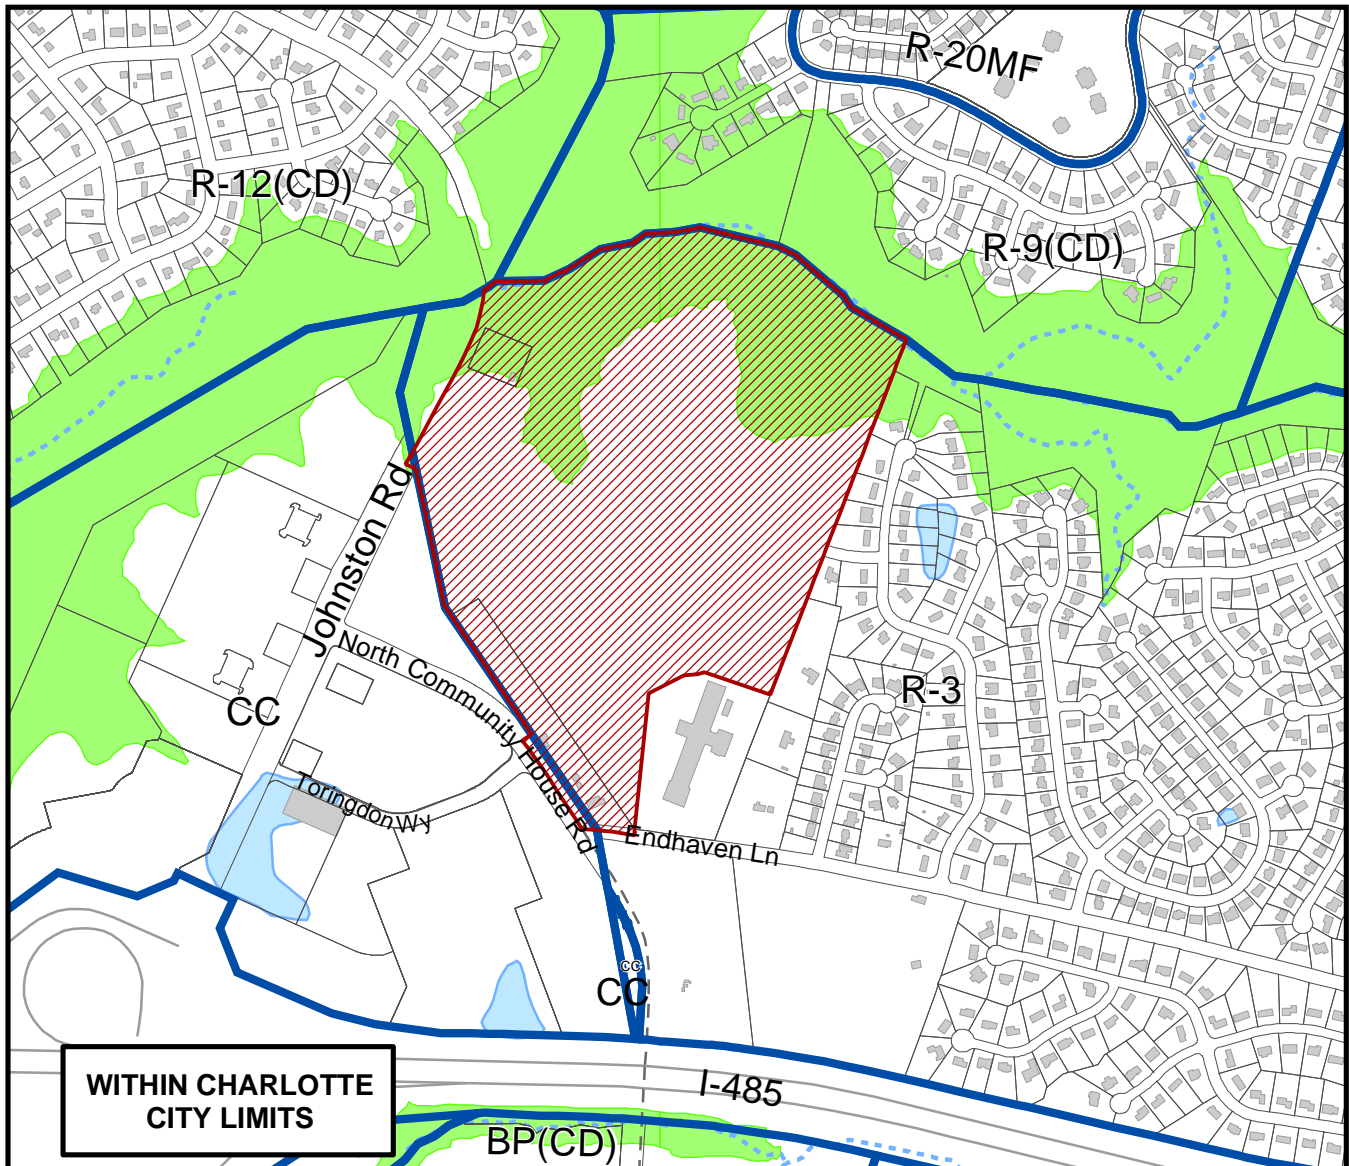 R-20MF
R-12(CD)
R-9(CD)
Johnston Rd
North Community House Rd
R-3
CC
Toringdon Wy
Endhaven Ln
cc
CC
I-485
WITHIN CHARLOTTE
CITY LIMITS
BP(CD)